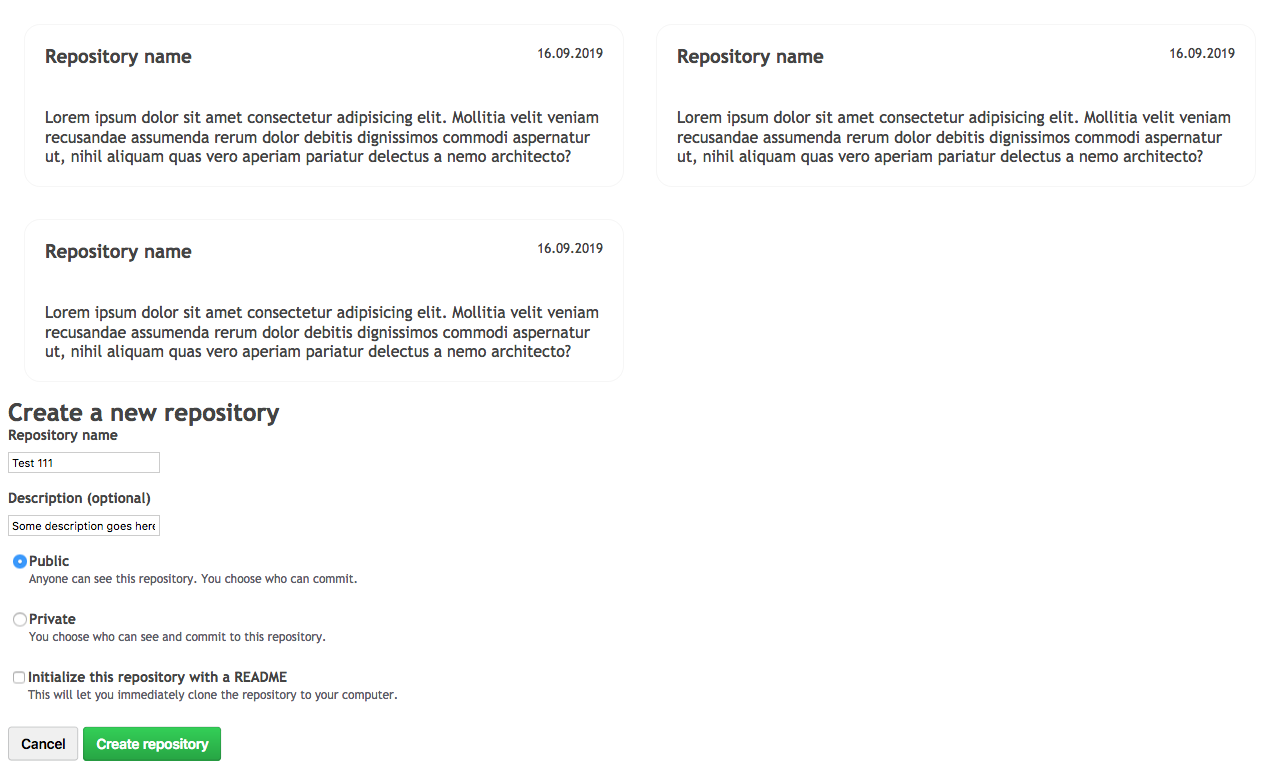 Repository name
16.09.2019
Lorem ipsum dolor sit amet consectetur adipisicing elit. Mollitia velit veniam
recusandae assumenda rerum dolor debitis dignissimos commodi aspernatur
ut, nihil aliquam quas vero aperiam pariatur delectus a nemo architecto?
Repository name
16.09.2019
Lorem ipsum dolor sit amet consectetur adipisicing elit. Mollitia velit veniam
recusandae assumenda rerum dolor debitis dignissimos commodi aspernatur
ut, nihil aliquam quas vero aperiam pariatur delectus a nemo architecto?
Repository name
16.09.2019
Lorem ipsum dolor sit amet consectetur adipisicing elit. Mollitia velit veniam
recusandae assumenda rerum dolor debitis dignissimos commodi aspernatur
ut, nihil aliquam quas vero aperiam pariatur delectus a nemo architecto?
Create a new repository
Repository name
Test 111
Description (optional)
Some description goes here
Public
Anyone can see this repository. You choose who can commit.
Private
You choose who can see and commit to this repository.
Initialize this repository with a README
This will let you immediately clone the repository to your computer.
Cancel
Create repository